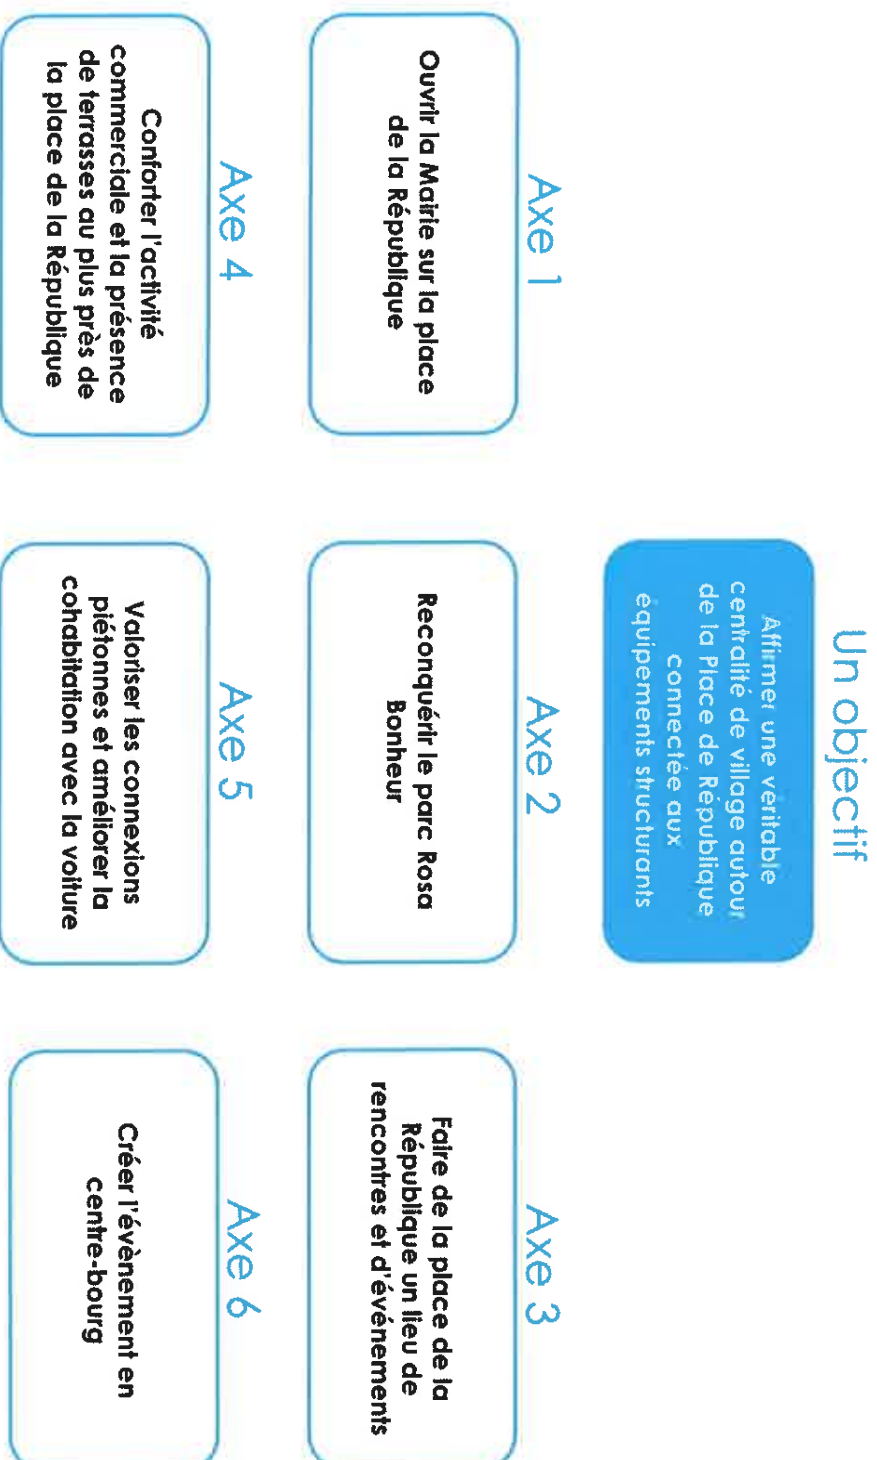 Un objectif
Affirmer une véritable
centralité de village autour
de la Place de République
connectée aux
équipements structurants
Axe 1
Ouvrir la Mairie sur la place
de la République
Axe 2
Reconquérir le parc Rosa
Bonheur
Axe 3
Faire de la place de la
République un lieu de
rencontres et d'événements
Axe 4
Conforter l'activité
commerciale et la présence
de terrasses au plus près de
la place de la République
Axe 5
Valoriser les connexions
piétonnes et améliorer la
cohabitation avec la voiture
Axe 6
Créer l'évènement en
centre-bourg